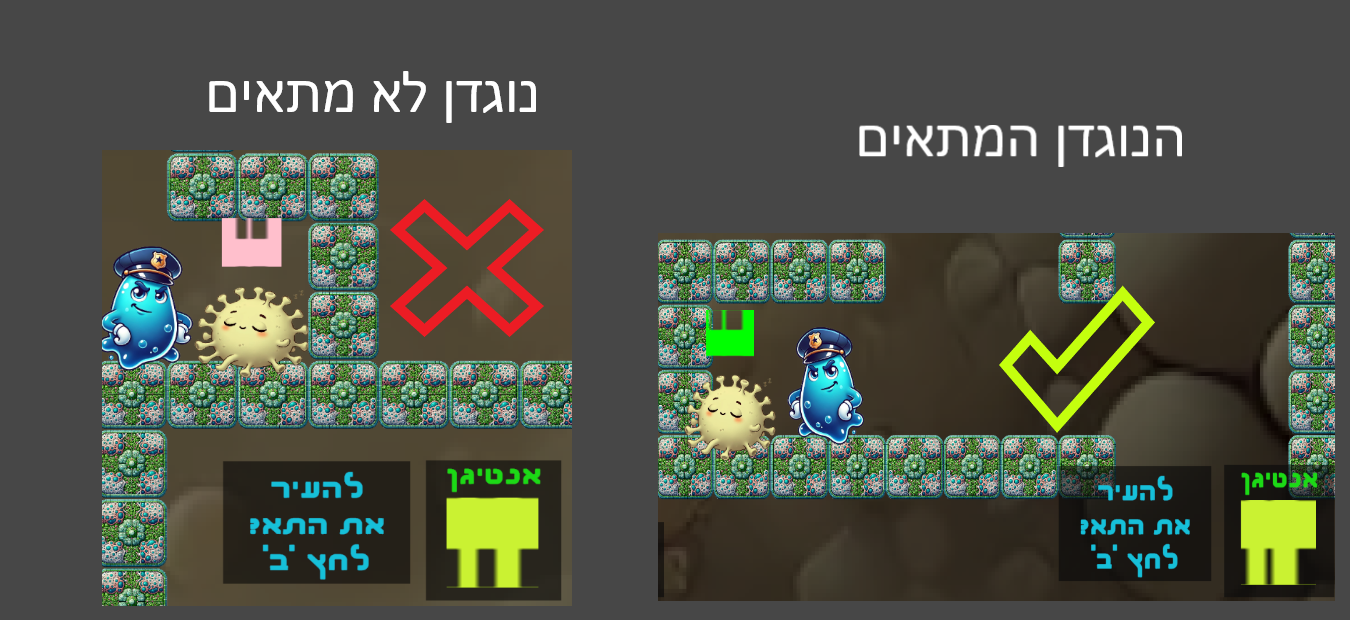 נוגדן לא מתאים
הנוגדן המתאים
אנטיגן
להעיר
את התא?
לחץ 'ב'
אנטיגן
להעיר
את התא?
לחץ 'ב'